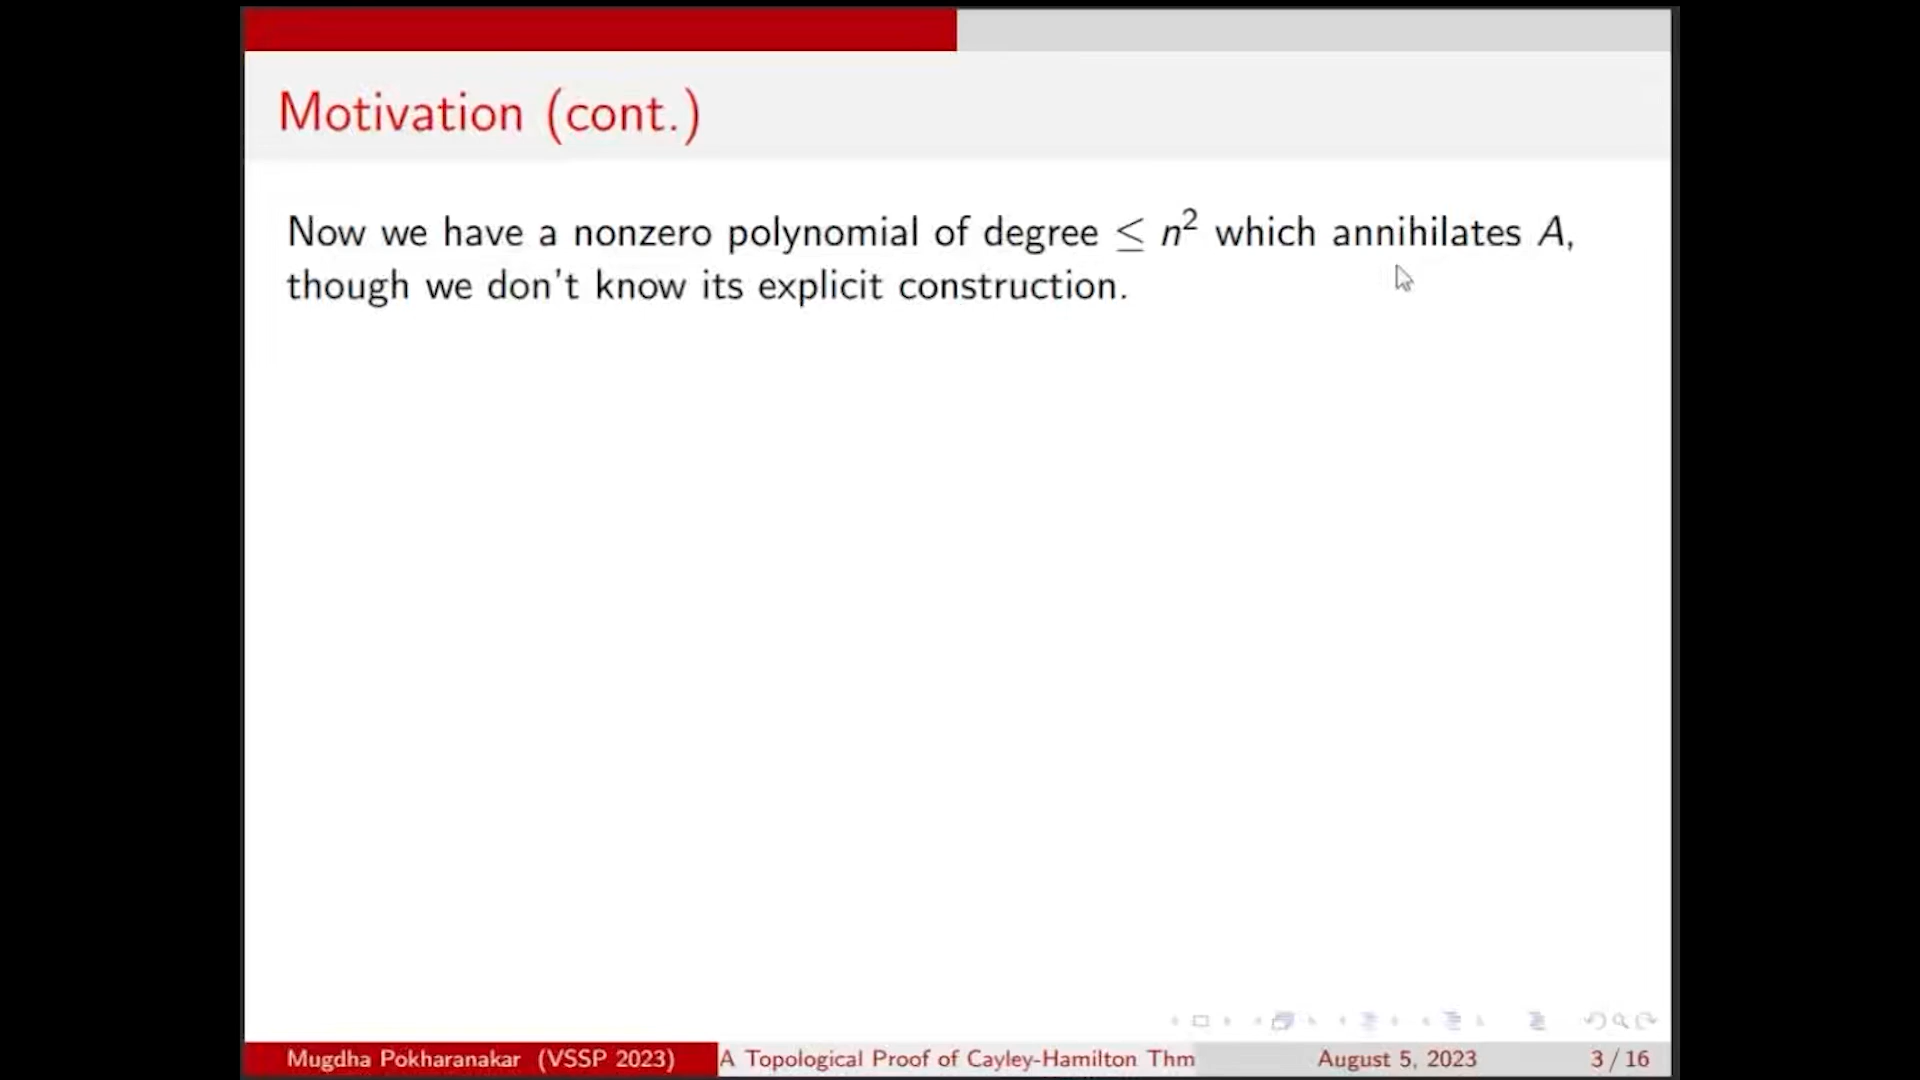 Motivation (cont.)
Now we have a nonzero polynomial of degree ≤ n² which annihilates A,
though we don't know its explicit construction.
Mugdha Pokharanakar (VSSP 2023) A Topological Proof of Cayley-Hamilton Thm August 5, 2023 3 / 16